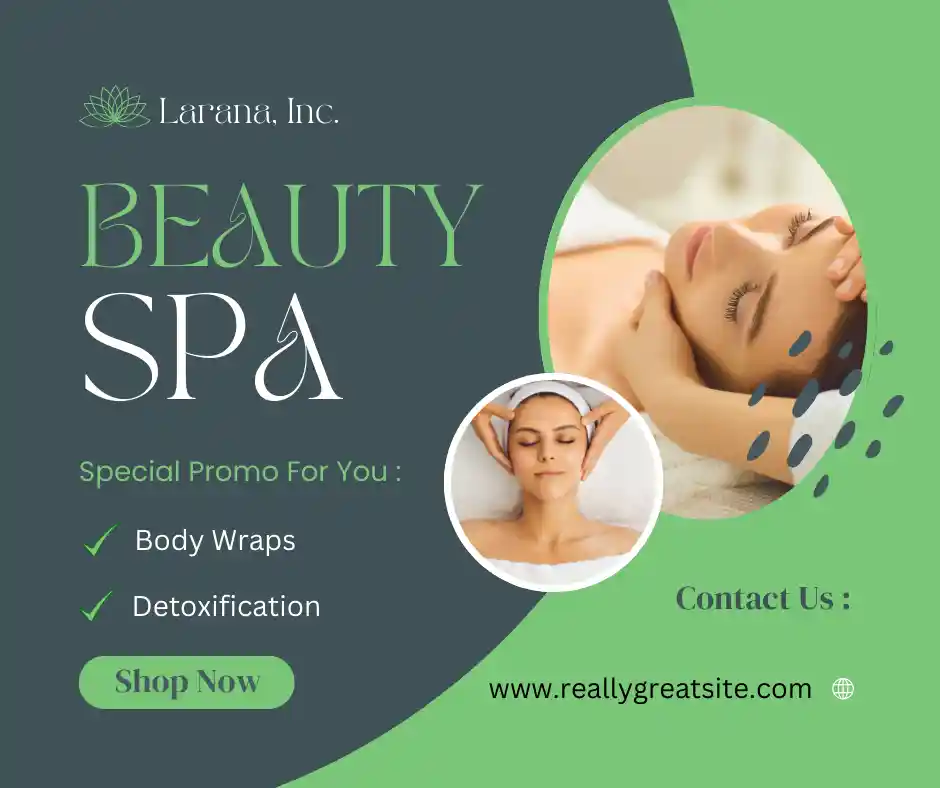 Larana, Inc.
BEAUTY
SPA
Special Promo For You :
Body Wraps
Detoxification
Shop Now
Contact Us :
www.reallygreatsite.com